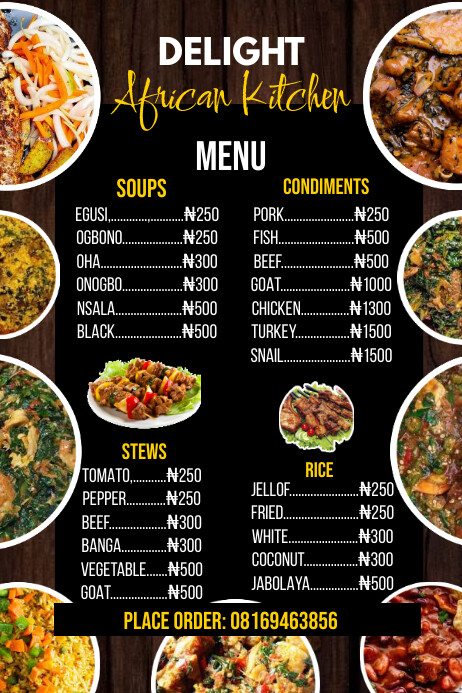 DELIGHT
African Kitchen
MENU
SOUPS
EGUSI,............,...........₦250
OGBONO....................₦250
OHA...........................₦300
ONOGBO....................₦300
NSALA.......................₦500
BLACK.......................₦500
CONDIMENTS
PORK.......................₦250
FISH.........................₦500
BEEF.........................₦500
GOAT.......................₦1000
CHICKEN................₦1300
TURKEY..................₦1500
SNAIL......................₦1500
STEWS
TOMATO,...........₦250
PEPPER..............₦250
BEEF...................₦300
BANGA...............₦300
VEGETABLE.......₦500
GOAT..................₦500
RICE
JELLOF.......................₦250
FRIED.........................₦250
WHITE.......................₦300
COCONUT..................₦300
JABOLAYA................₦500
PLACE ORDER: 08169463856